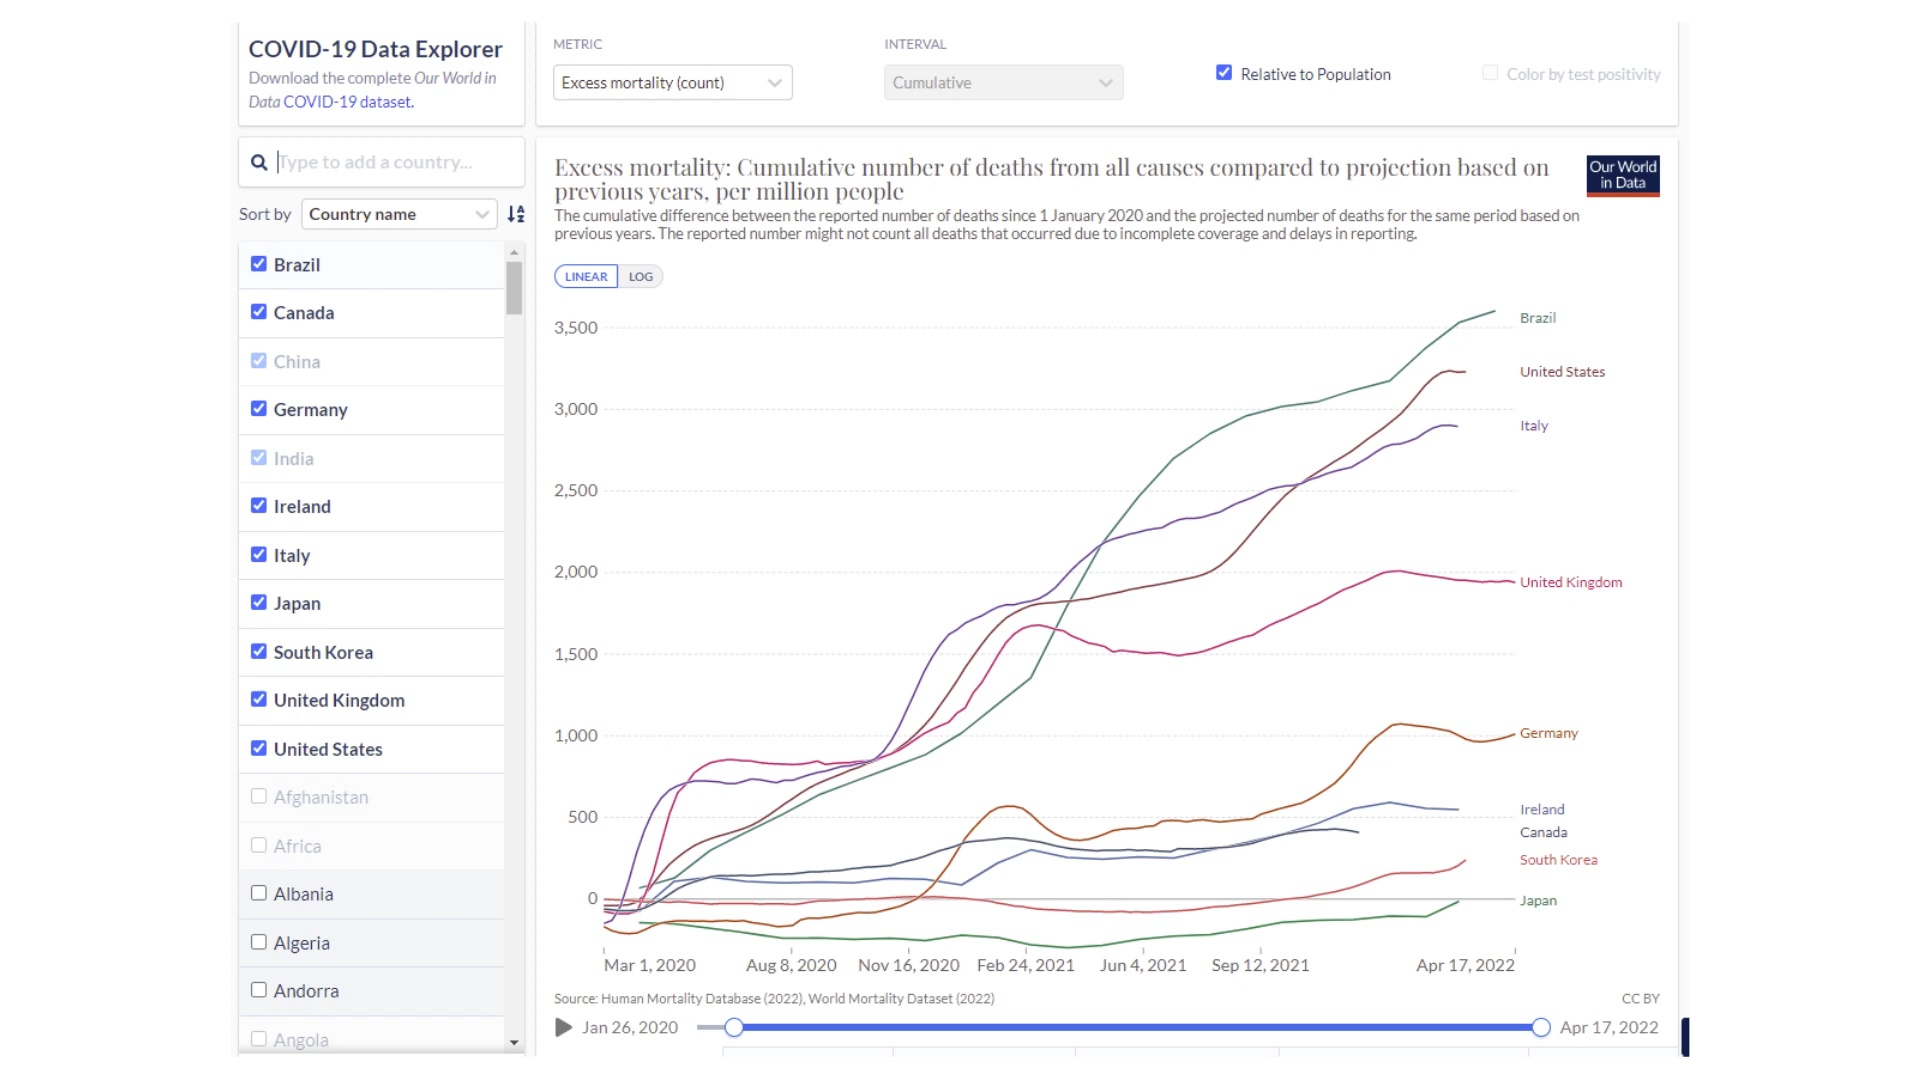 COVID-19 Data Explorer
Download the complete Our World in
Data COVID-19 dataset.
METRIC
Excess mortality (count)
INTERVAL
Cumulative
Relative to Population
Color by test positivity
Type to add a country...
Sort by Country name
Brazil
Canada
China
Germany
India
Ireland
Italy
Japan
South Korea
United Kingdom
United States
Afghanistan
Africa
Albania
Algeria
Andorra
Angola
Excess mortality: Cumulative number of deaths from all causes compared to projection based on
previous years, per million people
Our World
in Data
The cumulative difference between the reported number of deaths since 1 January 2020 and the projected number of deaths for the same period based on
previous years. The reported number might not count all deaths that occurred due to incomplete coverage and delays in reporting.
LINEAR LOG
3,500
3,000
2,500
2,000
1,500
1,000
500
0
Brazil
United States
Italy
United Kingdom
Germany
Ireland
Canada
South Korea
Japan
Mar 1, 2020 Aug 8, 2020 Nov 16, 2020 Feb 24, 2021 Jun 4, 2021 Sep 12, 2021 Apr 17, 2022
Source: Human Mortality Database (2022), World Mortality Dataset (2022)
CC BY
Jan 26, 2020 Apr 17, 2022